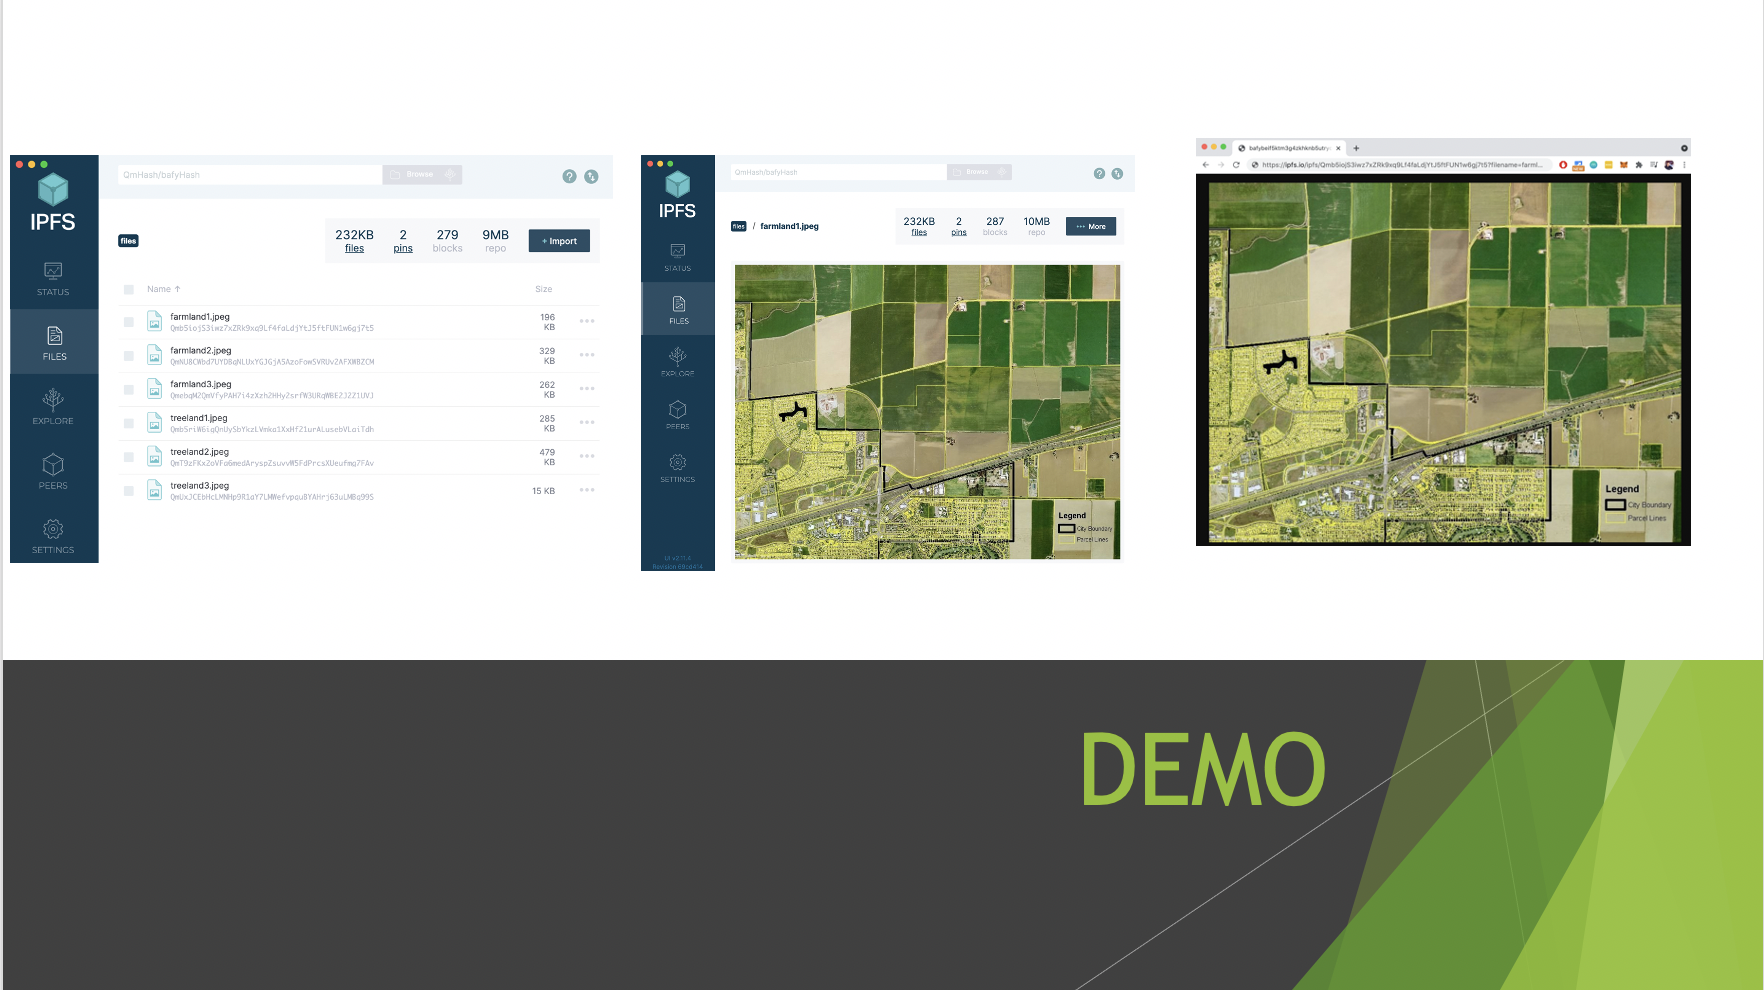 QmHash/bafyHash
Browse
IPFS
files
232KB files
2 pins
279 blocks
9MB repo
+ Import
STATUS
FILES
EXPLORE
PEERS
SETTINGS
Name ↑ Size
farmland1.jpeg 196 KB
farmland2.jpeg 329 KB
farmland3.jpeg 262 KB
treeland1.jpeg 285 KB
treeland2.jpeg 479 KB
treeland3.jpeg 15 KB
QmHash/bafyHash
Browse
IPFS
files / farmland1.jpeg
232KB files
2 pins
287 blocks
10MB repo
··· More
STATUS
FILES
EXPLORE
PEERS
SETTINGS
Legend
City Boundary
Parcel Lines
Legend
City Boundary
Parcel Lines
DEMO